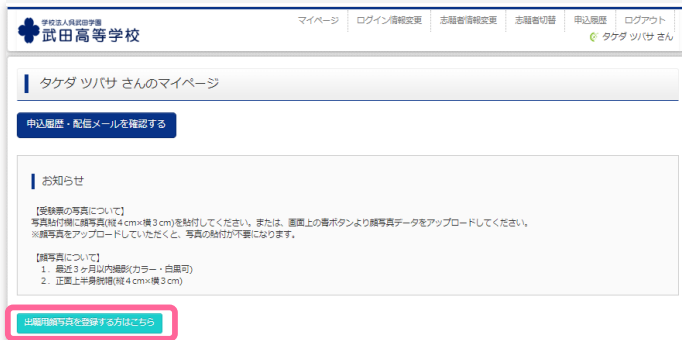 学校法人呉武田学園
武田高等学校
マイページ ログイン情報変更 志願者情報変更 志願者切替 申込履歴 ログアウト
タケダ ツバサ さん
タケダ ツバサ さんのマイページ
申込履歴・配信メールを確認する
お知らせ
【受験票の写真について】
写真貼付欄に顔写真(縦4cm×横3cm)を貼付してください。または、画面上の青ボタンより顔写真データをアップロードしてください。
※顔写真をアップロードしていただくと、写真の貼付が不要になります。
【顔写真について】
1．最近3ヶ月以内撮影(カラー・白黒可)
2．正面上半身脱帽(縦4cm×横3cm)
出願用顔写真を登録する方はこちら